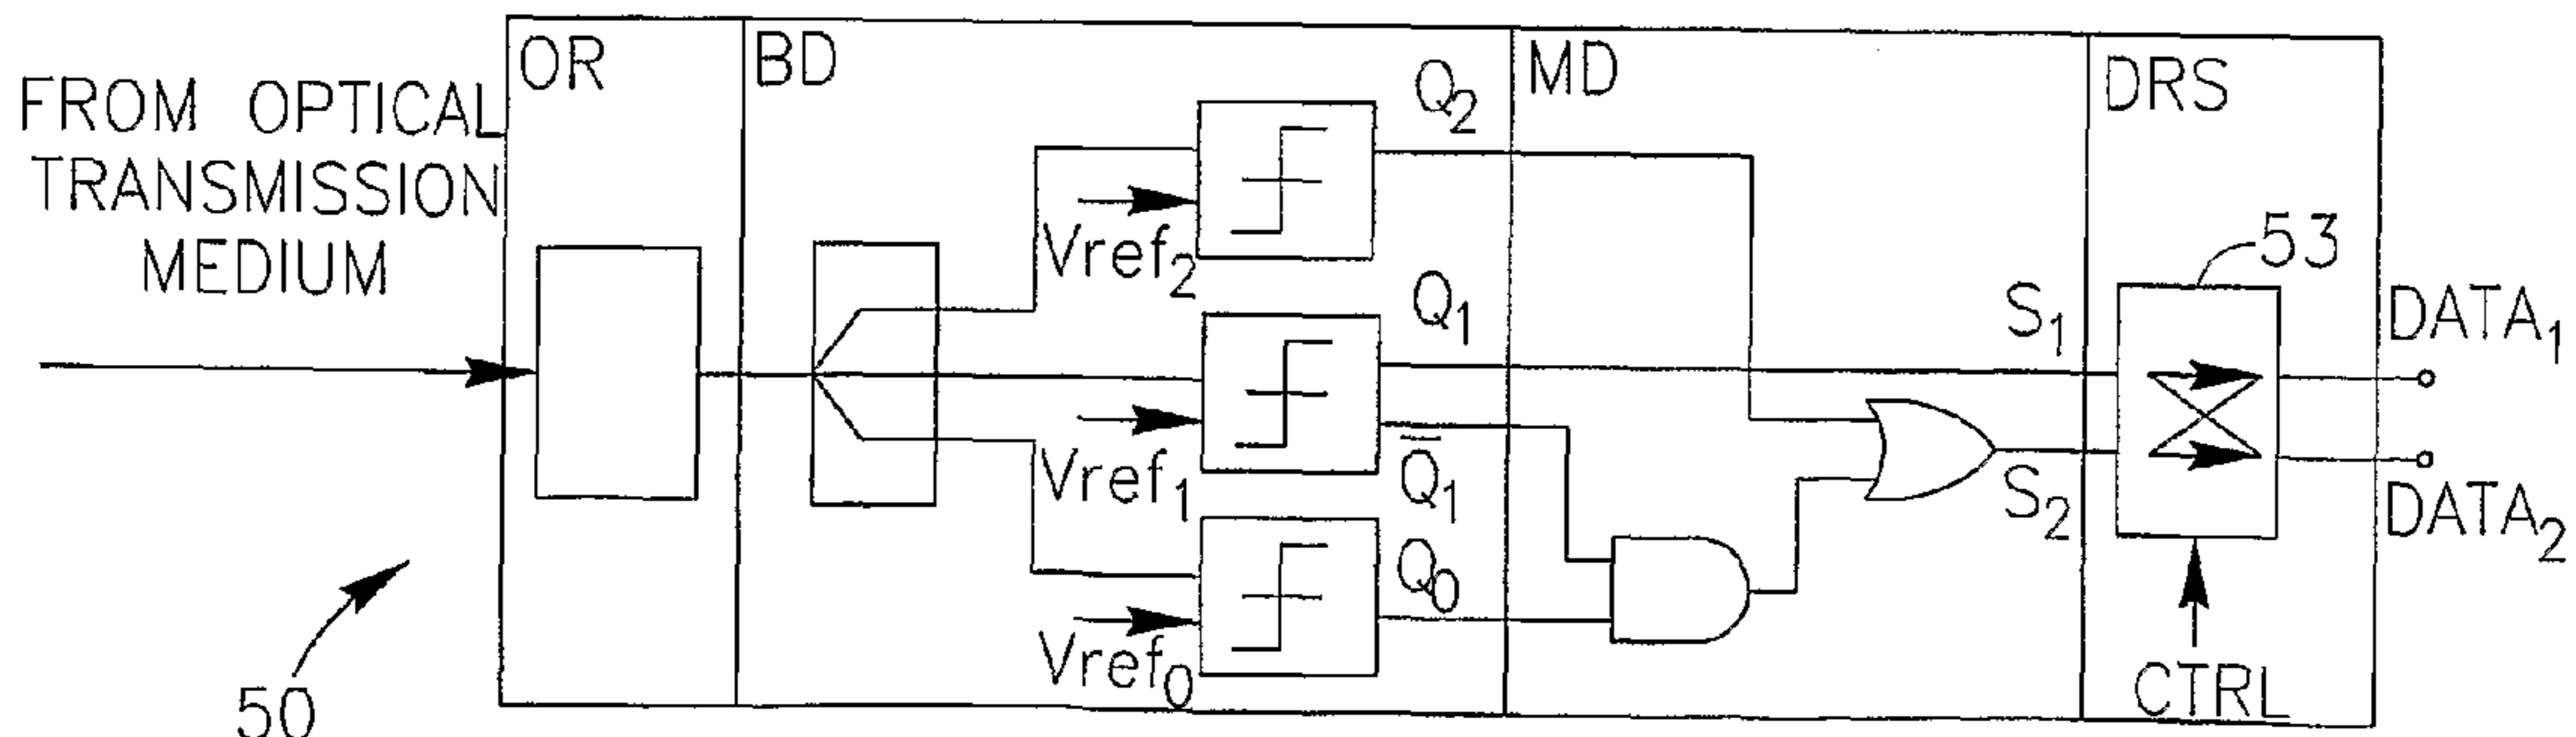 FROM OPTICAL
TRANSMISSION
MEDIUM
50
OR
BD
Vref₂
Vref₁
Vref₀
Q₂
Q₁
Q̅₁
Q₀
MD
S₁
S₂
DRS
53
CTRL
DATA₁
DATA₂